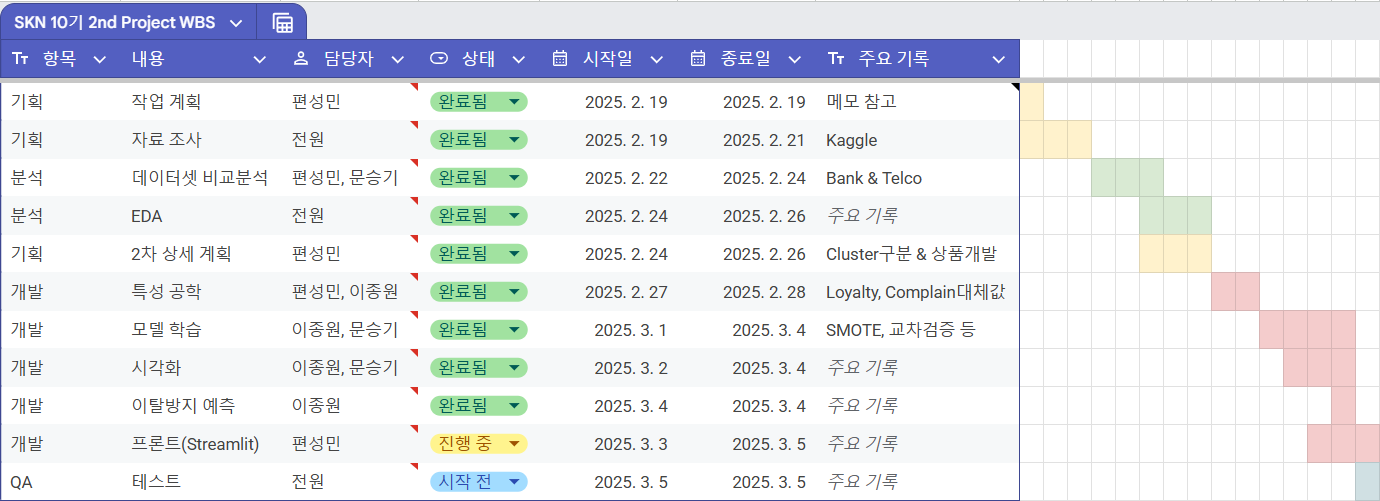 SKN 10기 2nd Project WBS
항목 내용 담당자 상태 시작일 종료일 주요 기록
기획 작업 계획 편성민 완료됨 2025. 2. 19 2025. 2. 19 메모 참고
기획 자료 조사 전원 완료됨 2025. 2. 19 2025. 2. 21 Kaggle
분석 데이터셋 비교분석 편성민, 문승기 완료됨 2025. 2. 22 2025. 2. 24 Bank & Telco
분석 EDA 전원 완료됨 2025. 2. 24 2025. 2. 26 주요 기록
기획 2차 상세 계획 편성민 완료됨 2025. 2. 24 2025. 2. 26 Cluster구분 & 상품개발
개발 특성 공학 편성민, 이종원 완료됨 2025. 2. 27 2025. 2. 28 Loyalty, Complain대체값
개발 모델 학습 이종원, 문승기 완료됨 2025. 3. 1 2025. 3. 4 SMOTE, 교차검증 등
개발 시각화 이종원, 문승기 완료됨 2025. 3. 2 2025. 3. 4 주요 기록
개발 이탈방지 예측 이종원 완료됨 2025. 3. 4 2025. 3. 4 주요 기록
개발 프론트(Streamlit) 편성민 진행 중 2025. 3. 3 2025. 3. 5 주요 기록
QA 테스트 전원 시작 전 2025. 3. 5 2025. 3. 5 주요 기록